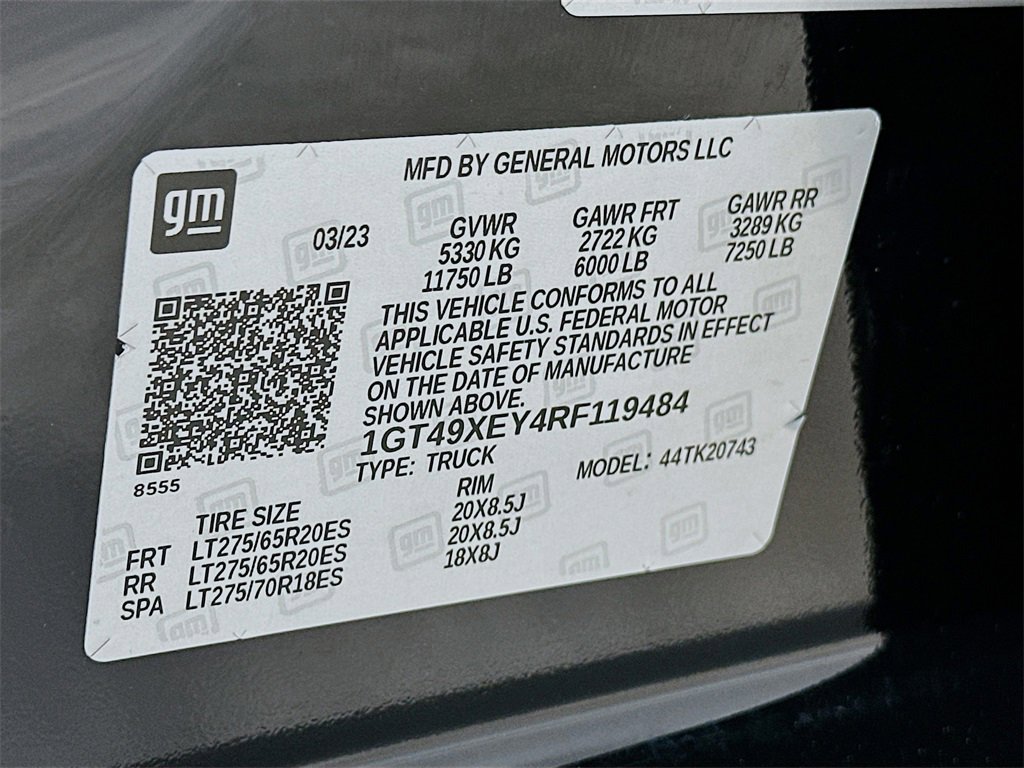 MFD BY GENERAL MOTORS LLC
gm
03/23
GVWR GAWR FRT GAWR RR
5330 KG 2722 KG 3289 KG
11750 LB 6000 LB 7250 LB
THIS VEHICLE CONFORMS TO ALL
APPLICABLE U.S. FEDERAL MOTOR
VEHICLE SAFETY STANDARDS IN EFFECT
ON THE DATE OF MANUFACTURE
SHOWN ABOVE.
1GT49XEY4RF119484
TYPE: TRUCK MODEL: 44TK20743
8555
TIRE SIZE RIM
FRT LT275/65R20ES 20X8.5J
RR LT275/65R20ES 20X8.5J
SPA LT275/70R18ES 18X8J